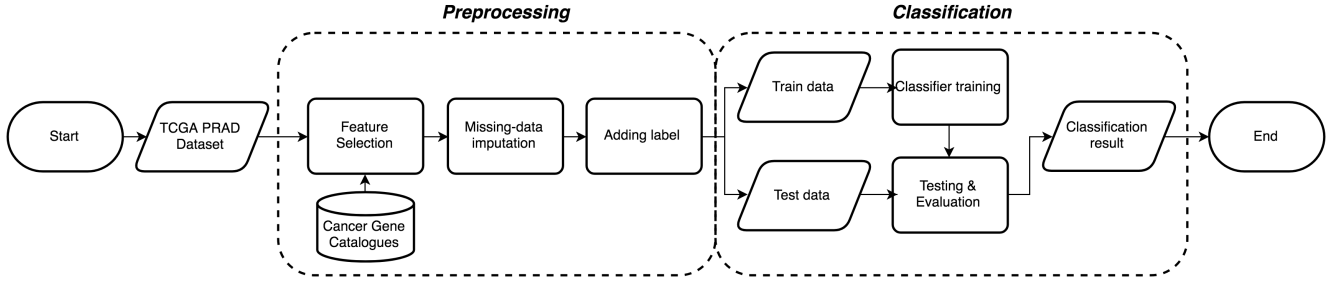 Preprocessing
Classification
Start
TCGA PRAD
Dataset
Feature
Selection
Cancer Gene
Catalogues
Missing-data
imputation
Adding label
Train data
Classifier training
Test data
Testing &
Evaluation
Classification
result
End